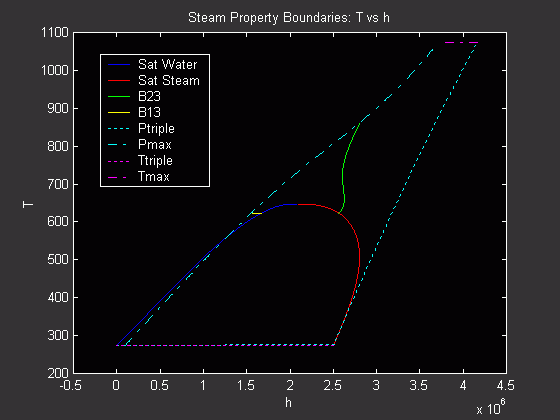 Steam Property Boundaries: T vs h
1100
1000
900
800
700
600
500
400
300
200
T
Sat Water
Sat Steam
B23
B13
Ptriple
Pmax
Ttriple
Tmax
-0.5 0 0.5 1 1.5 2 2.5 3 3.5 4 4.5
h
x 10^6